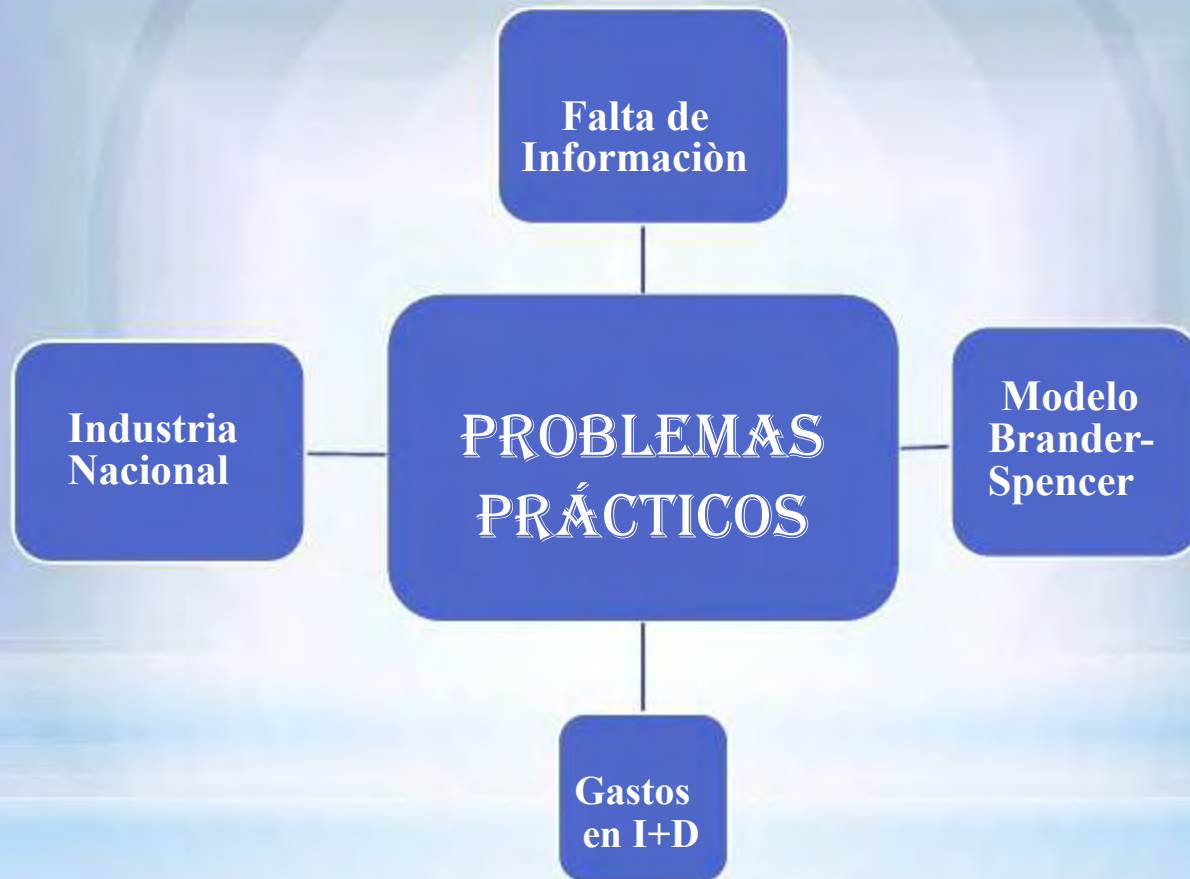 Falta de
Informaciòn
Industria
Nacional
PROBLEMAS
PRÁCTICOS
Modelo
Brander-
Spencer
Gastos
en I+D